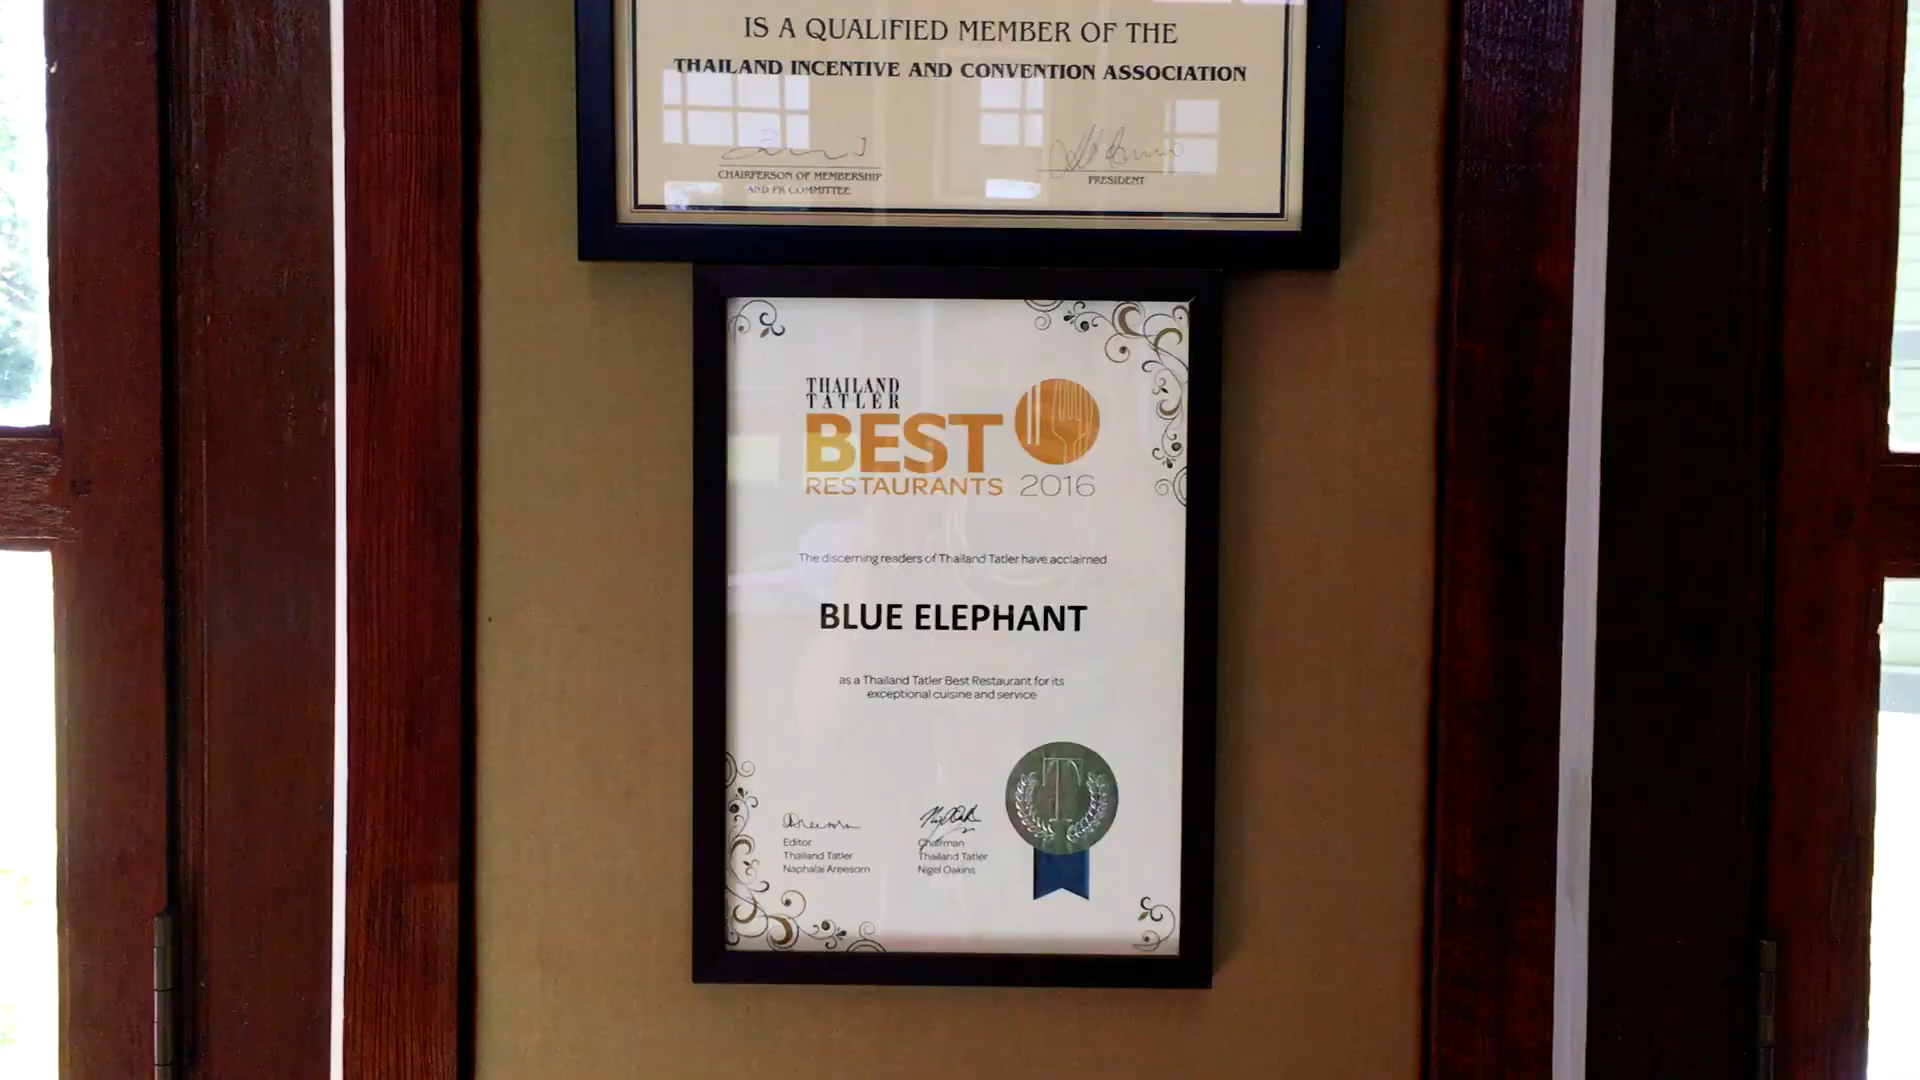 IS A QUALIFIED MEMBER OF THE
THAILAND INCENTIVE AND CONVENTION ASSOCIATION
CHAIRPERSON OF MEMBERSHIP
AND PR COMMITTEE
PRESIDENT
THAILAND
TATLER
BEST
RESTAURANTS 2016
The discerning readers of Thailand Tatler have acclaimed
BLUE ELEPHANT
as a Thailand Tatler Best Restaurant for its
exceptional cuisine and service
T
Editor
Thailand Tatler
Naphalai Areesorn
Chairman
Thailand Tatler
Nigel Oakins